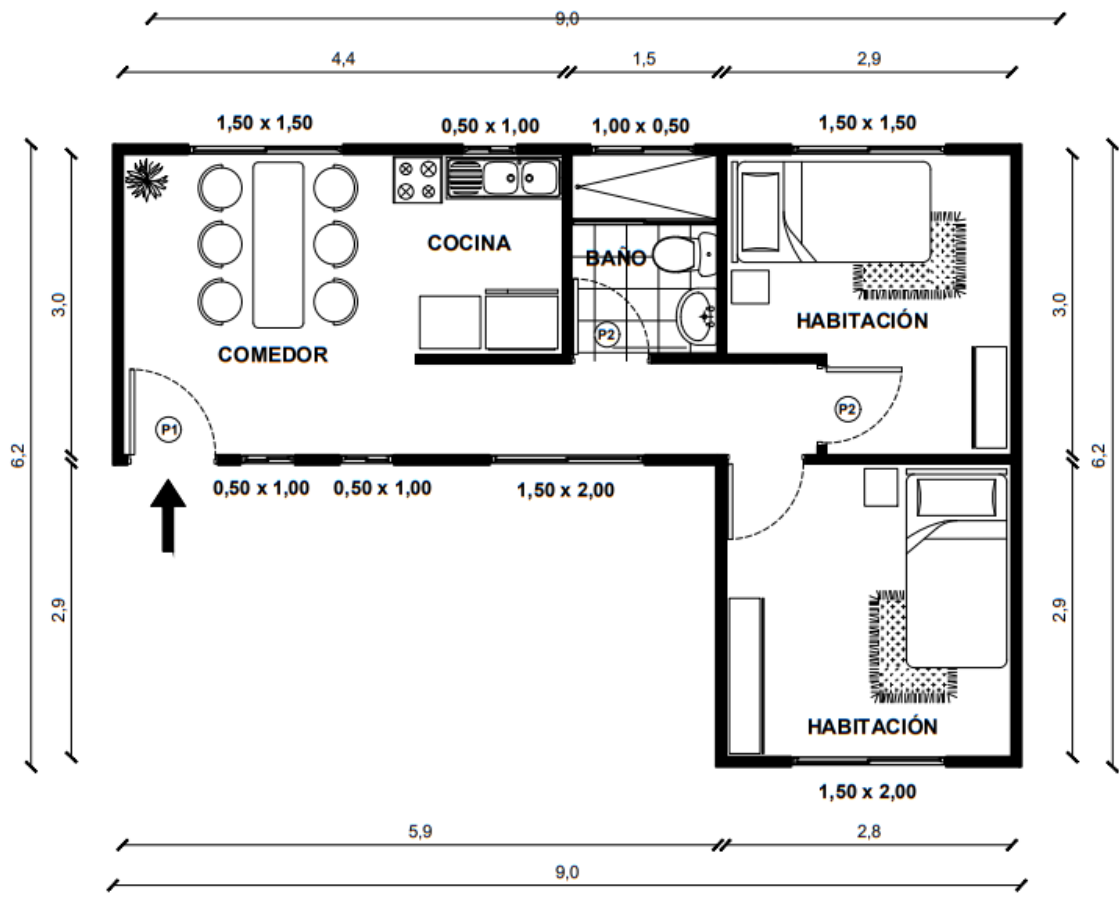 9,0
4,4 1,5 2,9
1,50 x 1,50 0,50 x 1,00 1,00 x 0,50 1,50 x 1,50
COCINA
BAÑO
3,0
3,0
HABITACIÓN
P2
COMEDOR
P1
P2
6,2
6,2
0,50 x 1,00 0,50 x 1,00 1,50 x 2,00
2,9
2,9
HABITACIÓN
1,50 x 2,00
5,9 2,8
9,0